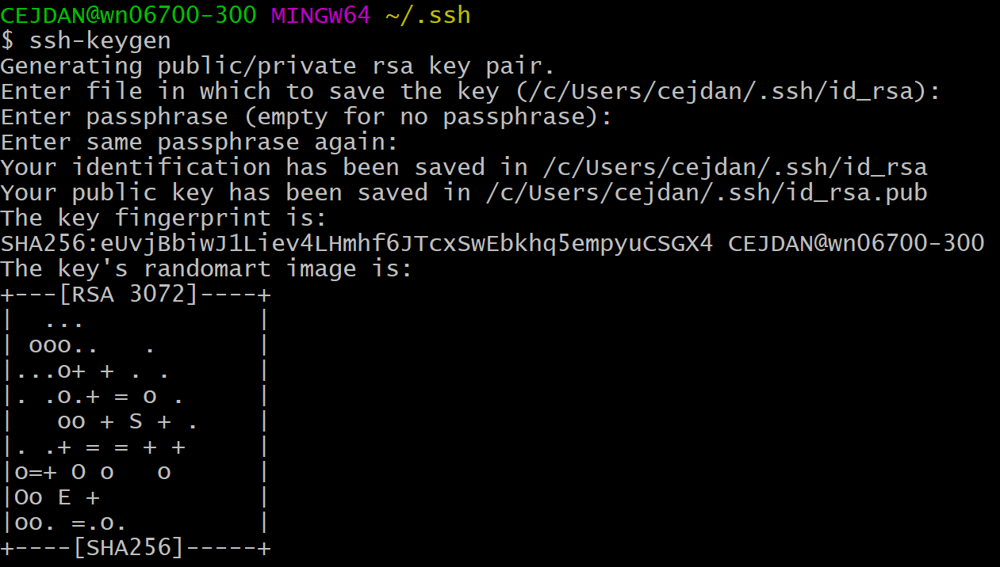 CEJDAN@wn06700-300 MINGW64 ~/.ssh
$ ssh-keygen
Generating public/private rsa key pair.
Enter file in which to save the key (/c/Users/cejdan/.ssh/id_rsa):
Enter passphrase (empty for no passphrase):
Enter same passphrase again:
Your identification has been saved in /c/Users/cejdan/.ssh/id_rsa
Your public key has been saved in /c/Users/cejdan/.ssh/id_rsa.pub
The key fingerprint is:
SHA256:eUvjBbiwJ1Liev4LHmhf6JTcxSwEbkhq5empyuCSGX4 CEJDAN@wn06700-300
The key's randomart image is:
+---[RSA 3072]----+
|  ...            |
| ooo..   .       |
|...o+ + . .      |
|. .o.+ = o .     |
|   oo + S + .    |
|. .+ = = + +     |
|o=+ O o   o      |
|Oo E +           |
|oo. =.o.         |
+----[SHA256]-----+